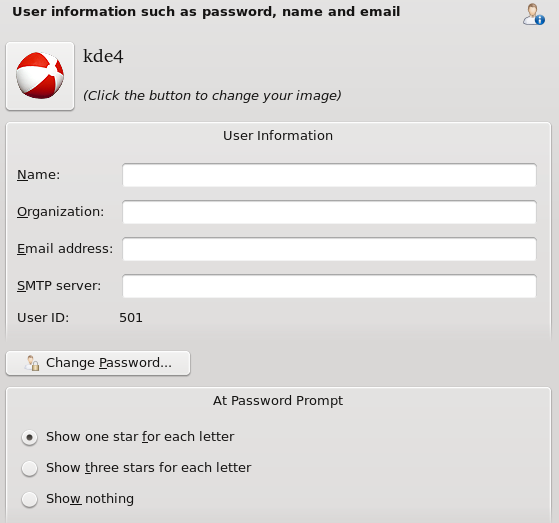 User information such as password, name and email
kde4
(Click the button to change your image)
User Information
Name:
Organization:
Email address:
SMTP server:
User ID: 501
Change Password...
At Password Prompt
Show one star for each letter
Show three stars for each letter
Show nothing